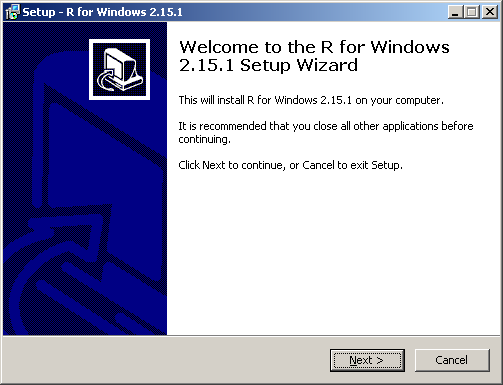 Setup - R for Windows 2.15.1
Welcome to the R for Windows
2.15.1 Setup Wizard
This will install R for Windows 2.15.1 on your computer.
It is recommended that you close all other applications before
continuing.
Click Next to continue, or Cancel to exit Setup.
Next >
Cancel